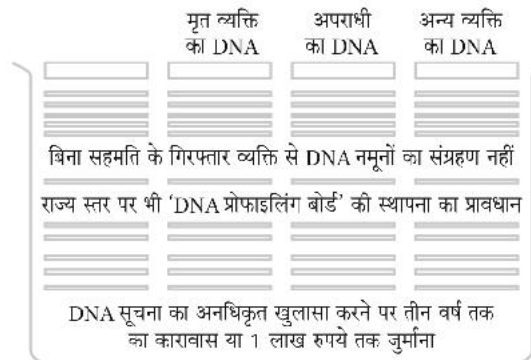 मृत व्यक्ति अपराधी अन्य व्यक्ति
का DNA का DNA का DNA
बिना सहमति के गिरफ्तार व्यक्ति से DNA नमूनों का संग्रहण नहीं
राज्य स्तर पर भी ‘DNA प्रोफाइलिंग बोर्ड’ की स्थापना का प्रावधान
DNA सूचना का अनधिकृत खुलासा करने पर तीन वर्ष तक
का कारावास या 1 लाख रुपये तक जुर्माना